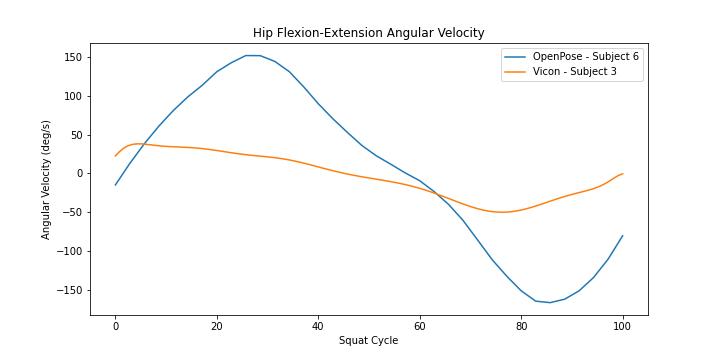 Hip Flexion-Extension Angular Velocity
OpenPose - Subject 6
Vicon - Subject 3
Angular Velocity (deg/s)
150
100
50
0
−50
−100
−150
0 20 40 60 80 100
Squat Cycle